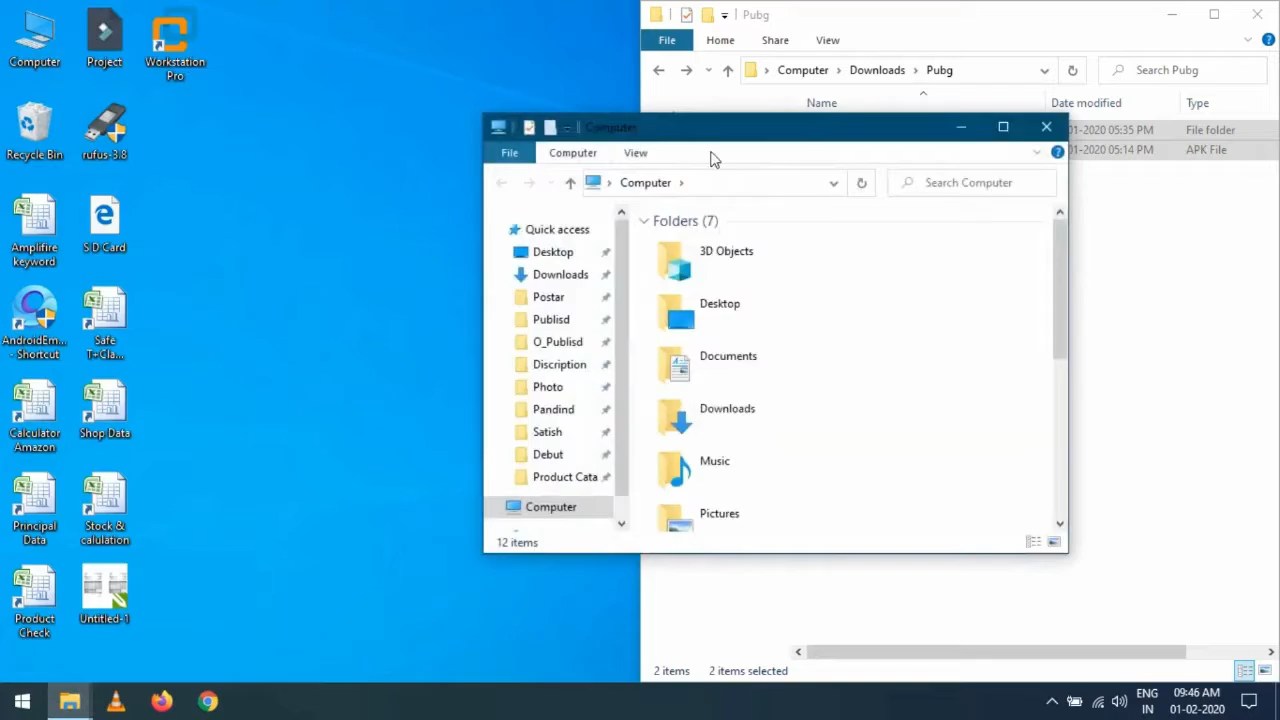 Computer
Project
Workstation
Pro
Recycle Bin
rufus-3.8
Amplifire
keyword
S D Card
AndroidEm...
- Shortcut
Safe
T+Cla...
Calculator
Amazon
Shop Data
Principal
Data
Stock &
calulation
Product
Check
Untitled-1
Pubg
File
Home
Share
View
Computer
Downloads
Pubg
Search Pubg
Name
Date modified
Type
01-2020 05:35 PM
File folder
01-2020 05:14 PM
APK File
2 items
2 items selected
Computer
File
Computer
View
Computer
Search Computer
Quick access
Desktop
Downloads
Postar
Publisd
O_Publisd
Discription
Photo
Pandind
Satish
Debut
Product Cata
Computer
Folders (7)
3D Objects
Desktop
Documents
Downloads
Music
Pictures
12 items
ENG
IN
09:46 AM
01-02-2020